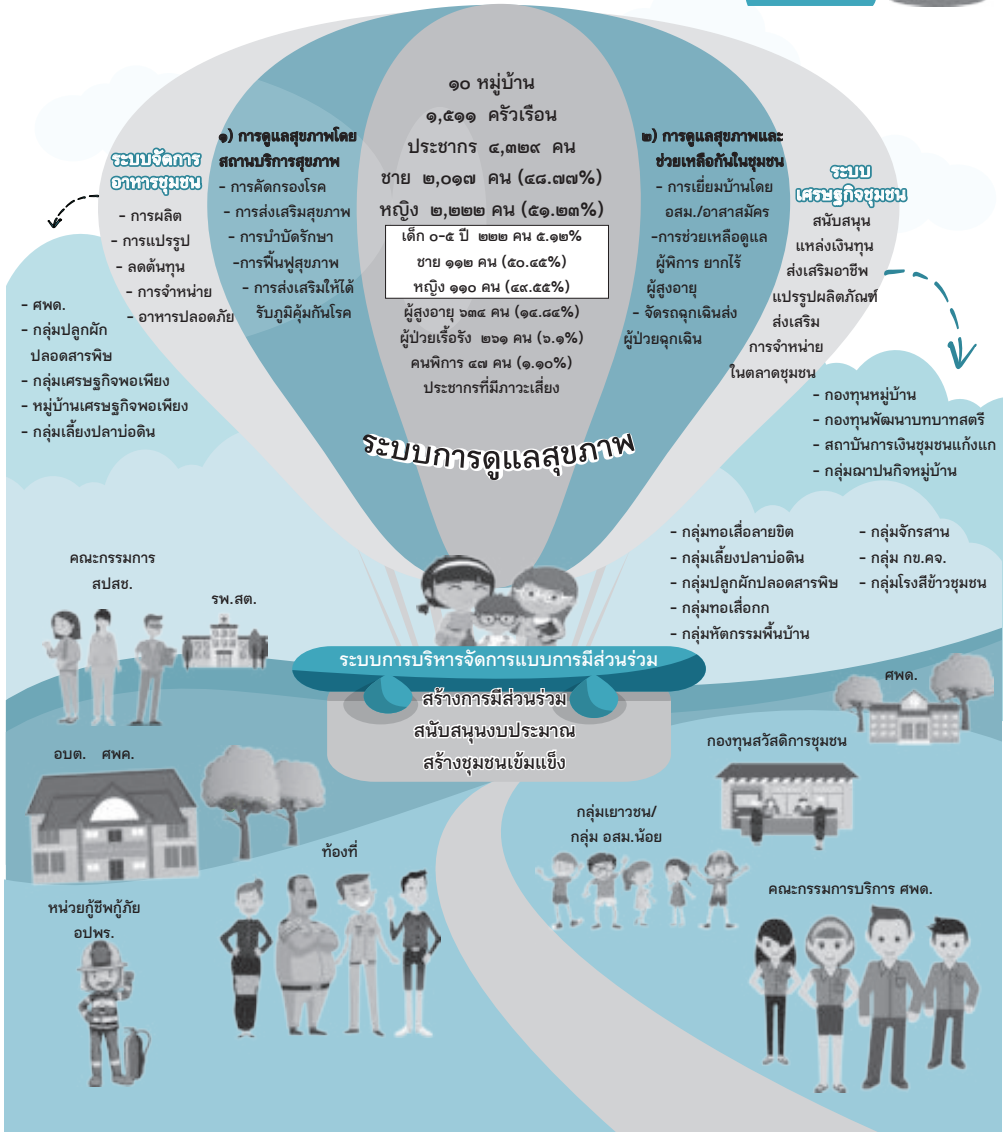 ๑๐ หมู่บ้าน
๑,๕๑๑ ครัวเรือน
ประชากร ๔,๓๒๙ คน
ชาย ๒,๐๑๗ คน (๔๘.๗๗%)
หญิง ๒,๒๒๒ คน (๕๑.๒๓%)
เด็ก ๐-๕ ปี ๒๒๒ คน ๕.๑๒%
ชาย ๑๑๒ คน (๕๐.๔๕%)
หญิง ๑๑๐ คน (๔๙.๕๕%)
ผู้สูงอายุ ๖๓๔ คน (๑๔.๘๔%)
ผู้ป่วยเรื้อรัง ๒๖๑ คน (๖.๑%)
คนพิการ ๔๗ คน (๑.๑๐%)
ประชากรที่มีภาวะเสี่ยง
๑) การดูแลสุขภาพโดย
สถานบริการสุขภาพ
- การคัดกรองโรค
- การส่งเสริมสุขภาพ
- การบำบัดรักษา
-การฟื้นฟูสุขภาพ
- การส่งเสริมให้ได้
รับภูมิคุ้มกันโรค
๒) การดูแลสุขภาพและ
ช่วยเหลือกันในชุมชน
- การเยี่ยมบ้านโดย
อสม./อาสาสมัคร
-การช่วยเหลือดูแล
ผู้พิการ ยากไร้
ผู้สูงอายุ
- จัดรถฉุกเฉินส่ง
ผู้ป่วยฉุกเฉิน
ระบบจัดการ
อาหารชุมชน
- การผลิต
- การแปรรูป
- ลดต้นทุน
- การจำหน่าย
- อาหารปลอดภัย
ระบบ
เศรษฐกิจชุมชน
สนับสนุน
แหล่งเงินทุน
ส่งเสริมอาชีพ
แปรรูปผลิตภัณฑ์
ส่งเสริม
การจำหน่าย
ในตลาดชุมชน
- ศพด.
- กลุ่มปลูกผัก
ปลอดสารพิษ
- กลุ่มเศรษฐกิจพอเพียง
- หมู่บ้านเศรษฐกิจพอเพียง
- กลุ่มเลี้ยงปลาบ่อดิน
- กองทุนหมู่บ้าน
- กองทุนพัฒนาบทบาทสตรี
- สถาบันการเงินชุมชนแก้งแก
- กลุ่มฌาปนกิจหมู่บ้าน
ระบบการดูแลสุขภาพ
- กลุ่มทอเสื่อลายขิต
- กลุ่มเลี้ยงปลาบ่อดิน
- กลุ่มปลูกผักปลอดสารพิษ
- กลุ่มทอเสื่อกก
- กลุ่มหัตกรรมพื้นบ้าน
- กลุ่มจักรสาน
- กลุ่ม กข.คจ.
- กลุ่มโรงสีข้าวชุมชน
คณะกรรมการ
สปสช.
รพ.สต.
ระบบการบริหารจัดการแบบการมีส่วนร่วม
สร้างการมีส่วนร่วม
สนับสนุนงบประมาณ
สร้างชุมชนเข้มแข็ง
ศพด.
กองทุนสวัสดิการชุมชน
อบต. ศพค.
กลุ่มเยาวชน/
กลุ่ม อสม.น้อย
ท้องที่
คณะกรรมการบริการ ศพด.
หน่วยกู้ชีพกู้ภัย
อปพร.